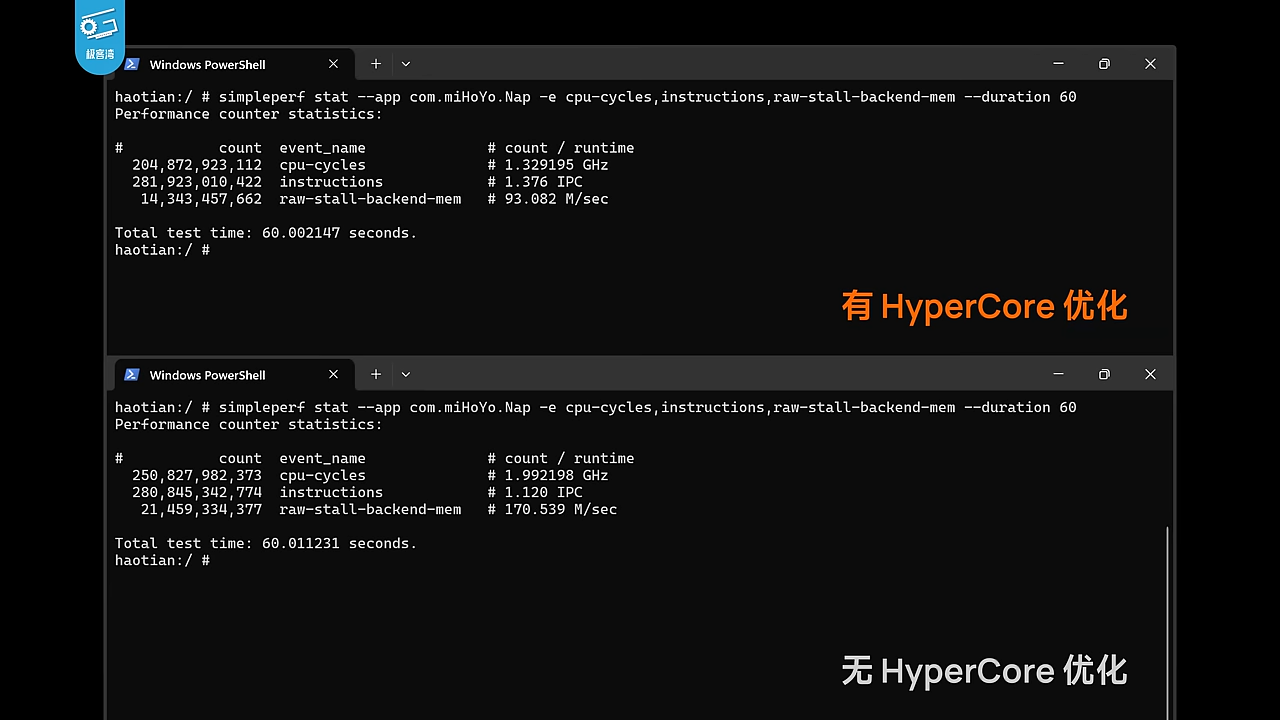 极客湾
Windows PowerShell
haotian:/ # simpleperf stat --app com.miHoYo.Nap -e cpu-cycles,instructions,raw-stall-backend-mem --duration 60
Performance counter statistics:
# count event_name # count / runtime
204,872,923,112 cpu-cycles # 1.329195 GHz
281,923,010,422 instructions # 1.376 IPC
14,343,457,662 raw-stall-backend-mem # 93.082 M/sec
Total test time: 60.002147 seconds.
haotian:/ #
有 HyperCore 优化
Windows PowerShell
haotian:/ # simpleperf stat --app com.miHoYo.Nap -e cpu-cycles,instructions,raw-stall-backend-mem --duration 60
Performance counter statistics:
# count event_name # count / runtime
250,827,982,373 cpu-cycles # 1.992198 GHz
280,845,342,774 instructions # 1.120 IPC
21,459,334,377 raw-stall-backend-mem # 170.539 M/sec
Total test time: 60.011231 seconds.
haotian:/ #
无 HyperCore 优化